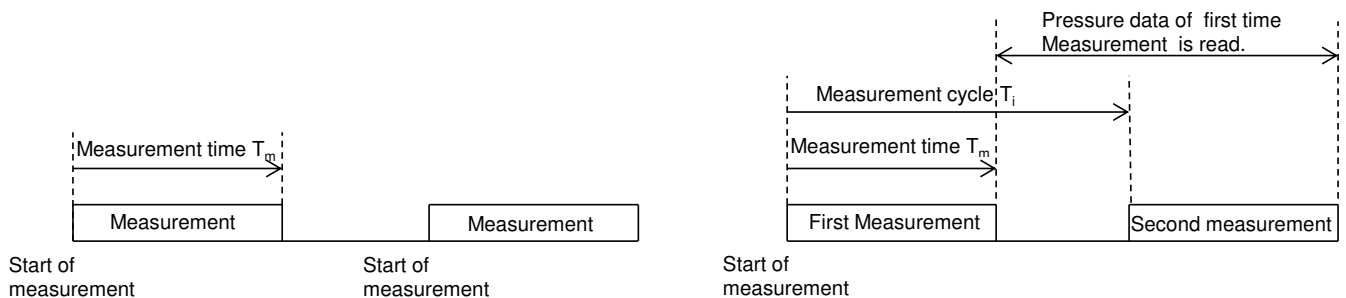 Measurement time Tm
Measurement
Measurement
Start of
measurement
Start of
measurement
Pressure data of first time
Measurement is read.
Measurement cycle Ti
Measurement time Tm
First Measurement
Second measurement
Start of
measurement